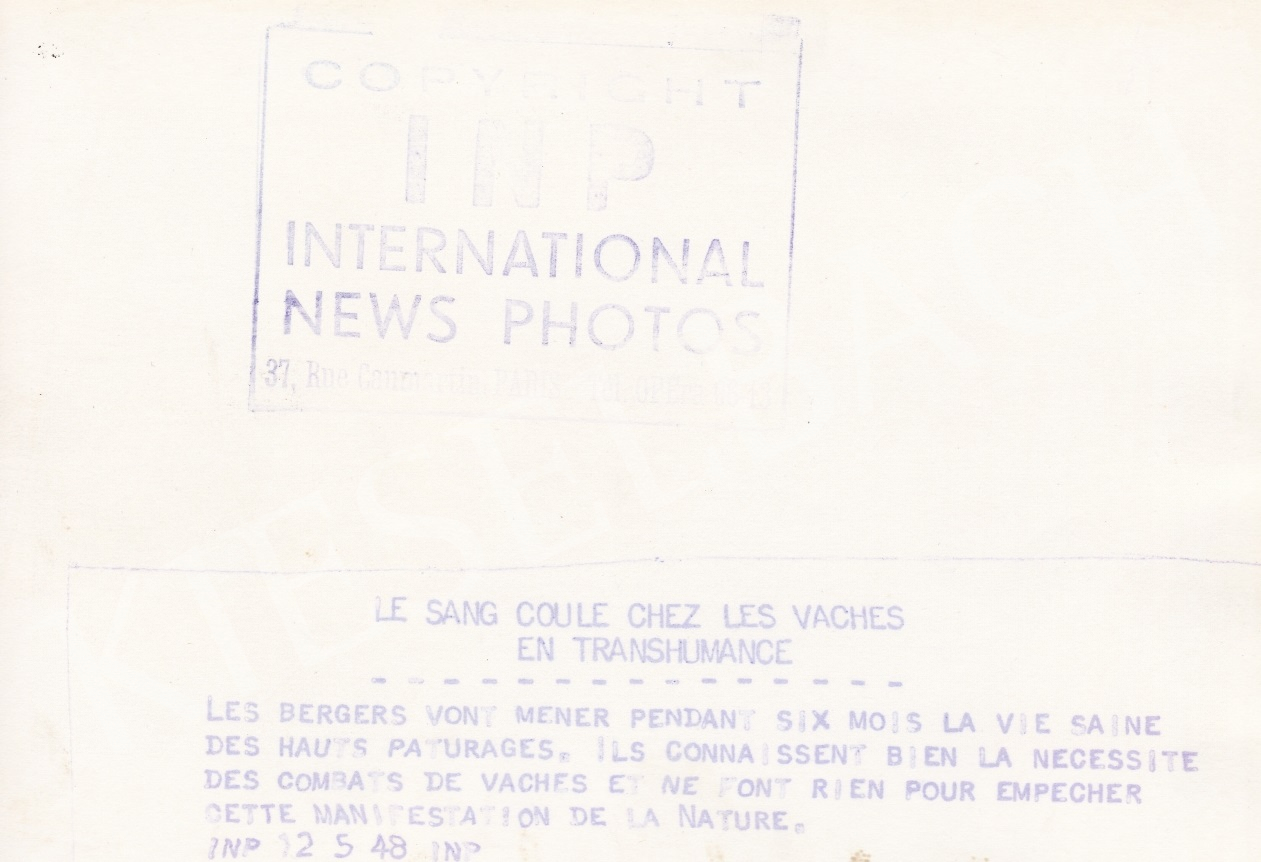 COPYRIGHT
INP
INTERNATIONAL
NEWS PHOTOS
37, Rue Caumartin PARIS
LE SANG COULE CHEZ LES VACHES
EN TRANSHUMANCE
- - - - - - - - - - - - - - - -
LES BERGERS VONT MENER PENDANT SIX MOIS LA VIE SAINE
DES HAUTS PATURAGES. ILS CONNAISSENT BIEN LA NECESSITE
DES COMBATS DE VACHES ET NE FONT RIEN POUR EMPECHER
CETTE MANIFESTATION DE LA NATURE.
INP 12 5 48 INP